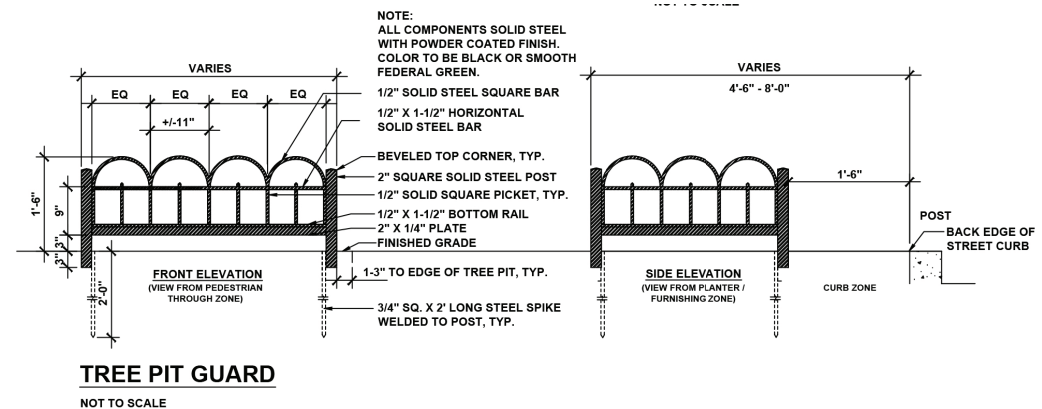 NOTE:
ALL COMPONENTS SOLID STEEL
WITH POWDER COATED FINISH.
COLOR TO BE BLACK OR SMOOTH
FEDERAL GREEN.
VARIES
EQ EQ EQ EQ
+/-11"
1/2" SOLID STEEL SQUARE BAR
1/2" X 1-1/2" HORIZONTAL
SOLID STEEL BAR
BEVELED TOP CORNER, TYP.
2" SQUARE SOLID STEEL POST
1/2" SOLID SQUARE PICKET, TYP.
1/2" X 1-1/2" BOTTOM RAIL
2" X 1/4" PLATE
FINISHED GRADE
1-3" TO EDGE OF TREE PIT, TYP.
3/4" SQ. X 2' LONG STEEL SPIKE
WELDED TO POST, TYP.
1'-6"
9"
3"
3"
2'-0"
FRONT ELEVATION
(VIEW FROM PEDESTRIAN
THROUGH ZONE)
VARIES
4'-6" - 8'-0"
1'-6"
POST
BACK EDGE OF
STREET CURB
SIDE ELEVATION
(VIEW FROM PLANTER /
FURNISHING ZONE)
CURB ZONE
TREE PIT GUARD
NOT TO SCALE